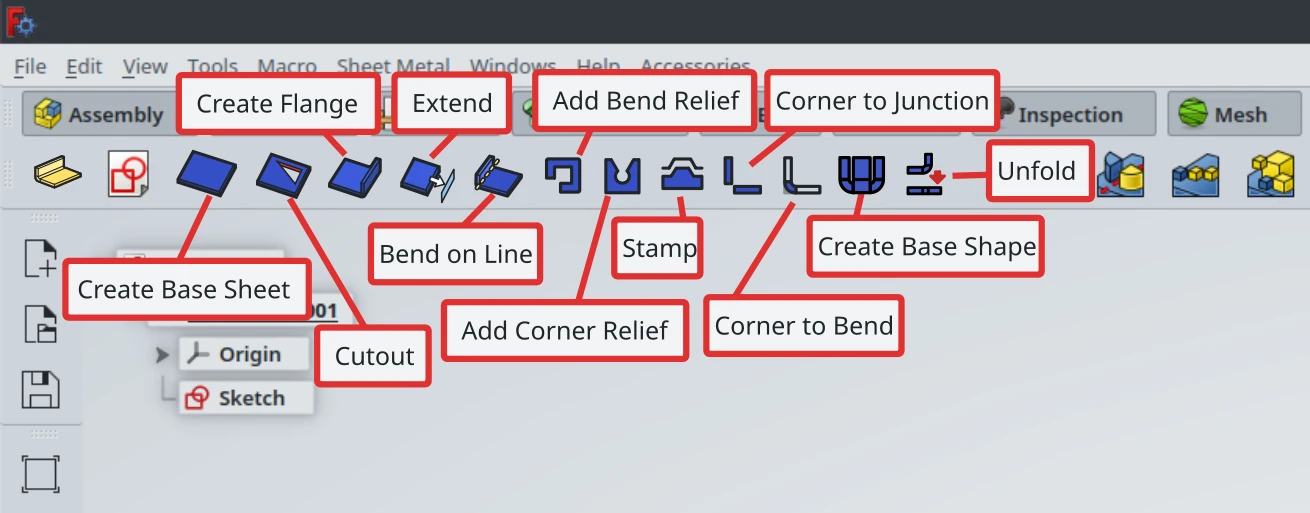 File Edit View Tools Macro Sheet Metal Windows Help Accessories
Create Flange
Extend
Add Bend Relief
Corner to Junction
Assembly
Inspection
Mesh
Unfold
Bend on Line
Stamp
Create Base Shape
Create Base Sheet
001
Add Corner Relief
Corner to Bend
Origin
Cutout
Sketch